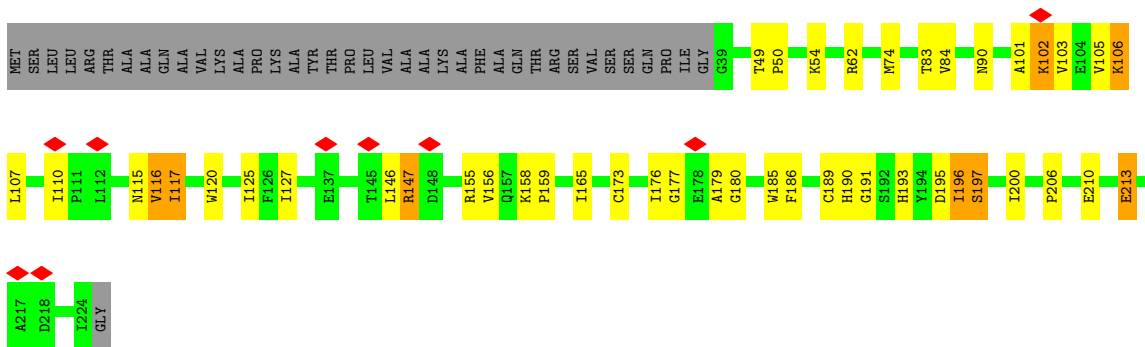 MET SER LEU LEU ARG THR ALA ALA GLN ALA VAL LYS ALA PRO LYS ALA TYR THR PRO LEU VAL ALA ALA LYS ALA PHE ALA GLN THR ARG SER VAL SER SER GLN PRO ILE GLY G39 T49 P50 K54 R62 M74 T83 V84 N90 A101 K102 V103 E104 V105 K106
L107 I110 P111 L112 N115 V116 I117 W120 I125 F126 I127 E137 T145 L146 R147 D148 R155 V156 Q157 K158 P159 I165 C173 I176 G177 E178 A179 G180 W185 F186 C189 H190 G191 S192 H193 Y194 D195 I196 S197 I200 P206 E210 E213
A217 D218 I224 GLY